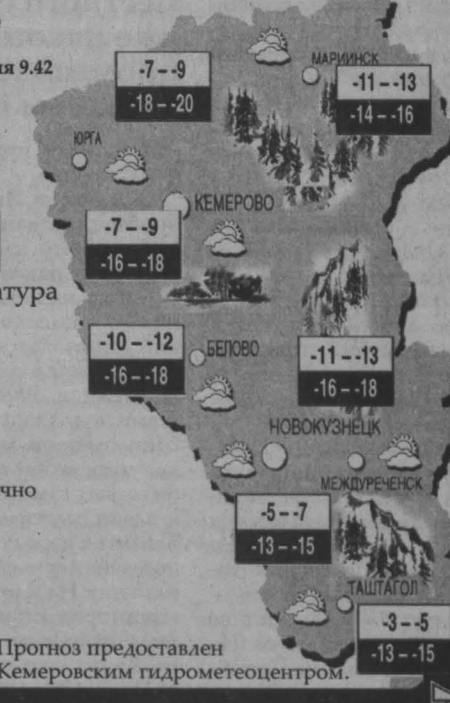 ия 9.42
-7 – -9
-18 – -20
МАРИИНСК
-11 – -13
-14 – -16
ЮРГА
КЕМЕРОВО
-7 – -9
-16 – -18
атура
-10 – -12
-16 – -18
БЕЛОВО
-11 – -13
-16 – -18
НОВОКУЗНЕЦК
МЕЖДУРЕЧЕНСК
чно
-5 – -7
-13 – -15
ТАШТАГОЛ
-3 – -5
-13 – -15
Прогноз предоставлен
Кемеровским гидрометеоцентром.